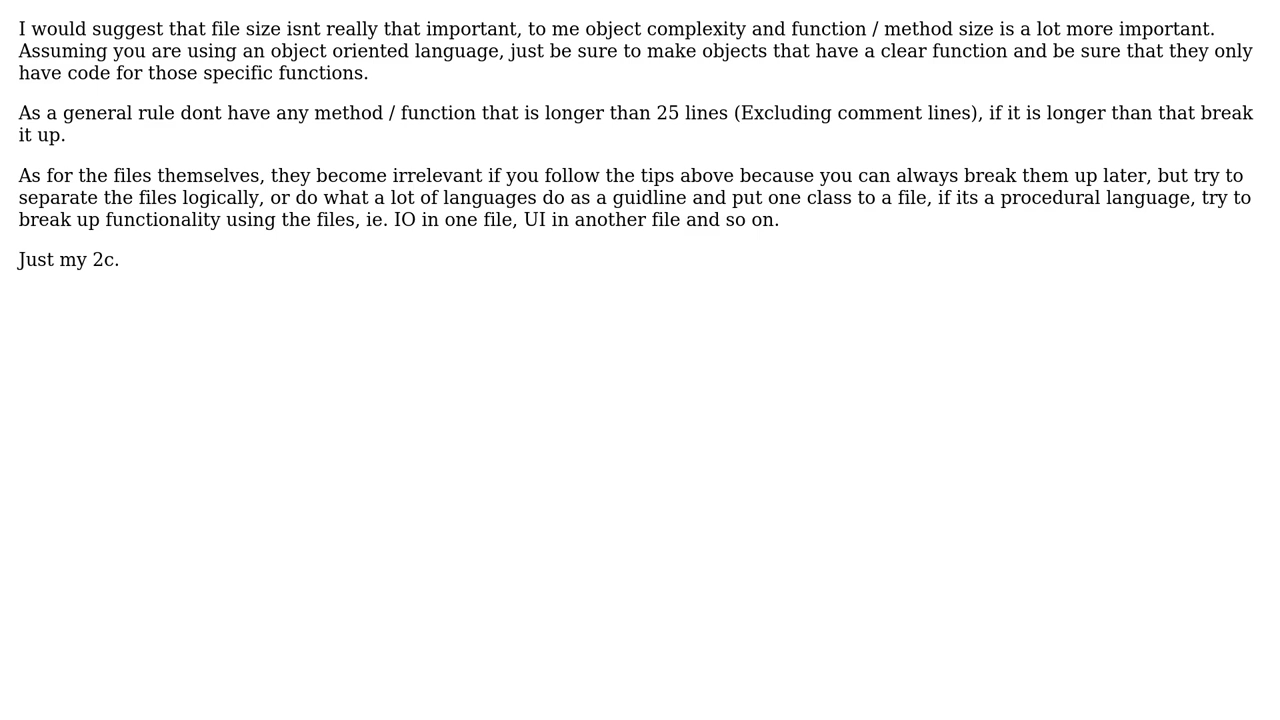 I would suggest that file size isnt really that important, to me object complexity and function / method size is a lot more important.
Assuming you are using an object oriented language, just be sure to make objects that have a clear function and be sure that they only
have code for those specific functions.
As a general rule dont have any method / function that is longer than 25 lines (Excluding comment lines), if it is longer than that break
it up.
As for the files themselves, they become irrelevant if you follow the tips above because you can always break them up later, but try to
separate the files logically, or do what a lot of languages do as a guidline and put one class to a file, if its a procedural language, try to
break up functionality using the files, ie. IO in one file, UI in another file and so on.
Just my 2c.